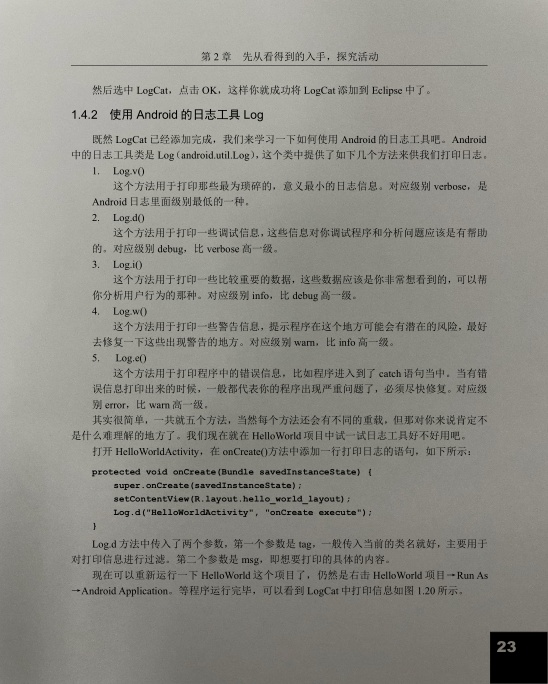 第 2 章 先从看得到的入手，探究活动
然后选中 LogCat，点击 OK，这样你就成功将 LogCat 添加到 Eclipse 中了。
1.4.2 使用 Android 的日志工具 Log
既然 LogCat 已经添加完成，我们来学习一下如何使用 Android 的日志工具吧。Android
中的日志工具类是 Log（android.util.Log），这个类中提供了如下几个方法来供我们打印日志。
1. Log.v()
这个方法用于打印那些最为琐碎的，意义最小的日志信息。对应级别 verbose，是
Android 日志里面级别最低的一种。
2. Log.d()
这个方法用于打印一些调试信息，这些信息对你调试程序和分析问题应该是有帮助
的。对应级别 debug，比 verbose 高一级。
3. Log.i()
这个方法用于打印一些比较重要的数据，这些数据应该是你非常想看到的，可以帮
你分析用户行为的那种。对应级别 info，比 debug 高一级。
4. Log.w()
这个方法用于打印一些警告信息，提示程序在这个地方可能会有潜在的风险，最好
去修复一下这些出现警告的地方。对应级别 warn，比 info 高一级。
5. Log.e()
这个方法用于打印程序中的错误信息，比如程序进入到了 catch 语句当中。当有错
误信息打印出来的时候，一般都代表你的程序出现严重问题了，必须尽快修复。对应级
别 error，比 warn 高一级。
其实很简单，一共就五个方法，当然每个方法还会有不同的重载，但那对你来说肯定不
是什么难理解的地方了。我们现在就在 HelloWorld 项目中试一试日志工具好不好用吧。
打开 HelloWorldActivity，在 onCreate()方法中添加一行打印日志的语句，如下所示：
protected void onCreate(Bundle savedInstanceState) {
super.onCreate(savedInstanceState);
setContentView(R.layout.hello_world_layout);
Log.d("HelloWorldActivity", "onCreate execute");
}
Log.d 方法中传入了两个参数，第一个参数是 tag，一般传入当前的类名就好，主要用于
对打印信息进行过滤。第二个参数是 msg，即想要打印的具体的内容。
现在可以重新运行一下 HelloWorld 这个项目了，仍然是右击 HelloWorld 项目→Run As
→Android Application。等程序运行完毕，可以看到 LogCat 中打印信息如图 1.20 所示。
23